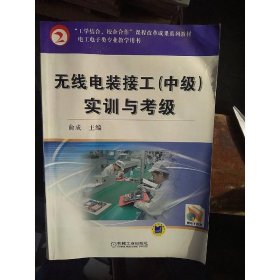 "工学结合、校企合作"课程改革成果系列教材
电工电子类专业教学用书
无线电装接工(中级)
实训与考级
俞成 主编
机械工业出版社